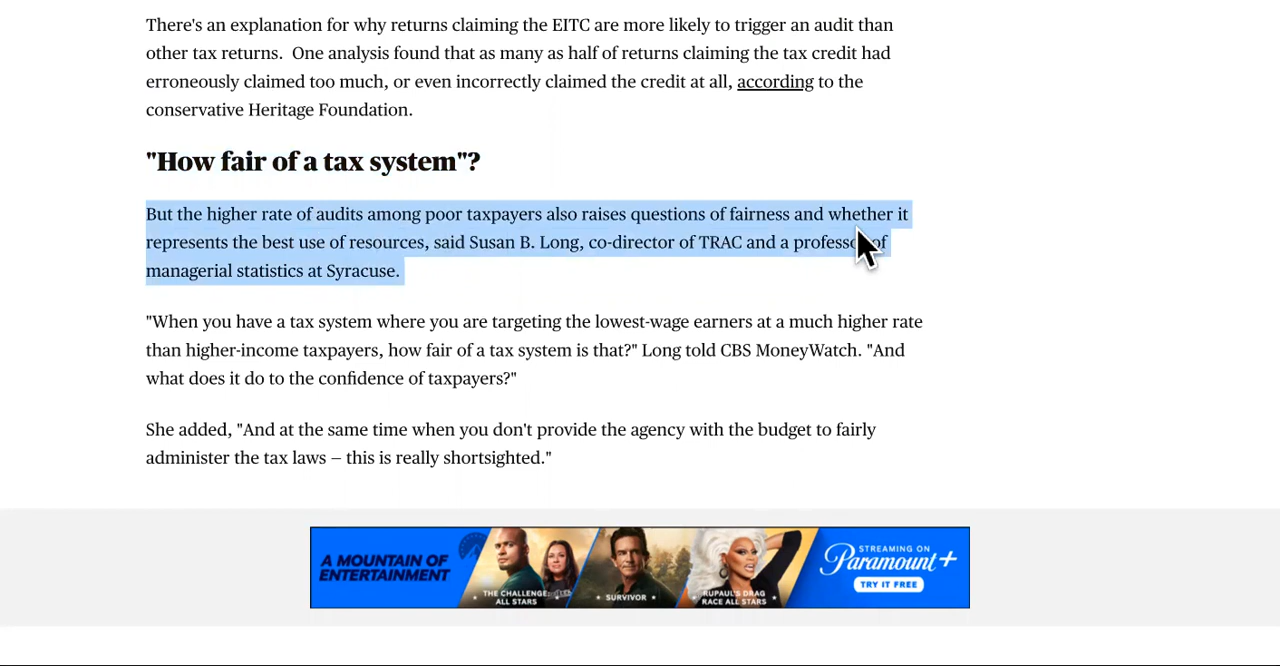 There's an explanation for why returns claiming the EITC are more likely to trigger an audit than
other tax returns.  One analysis found that as many as half of returns claiming the tax credit had
erroneously claimed too much, or even incorrectly claimed the credit at all, according to the
conservative Heritage Foundation.
"How fair of a tax system"?
But the higher rate of audits among poor taxpayers also raises questions of fairness and whether it
represents the best use of resources, said Susan B. Long, co-director of TRAC and a professor of
managerial statistics at Syracuse.
"When you have a tax system where you are targeting the lowest-wage earners at a much higher rate
than higher-income taxpayers, how fair of a tax system is that?" Long told CBS MoneyWatch. "And
what does it do to the confidence of taxpayers?"
She added, "And at the same time when you don't provide the agency with the budget to fairly
administer the tax laws — this is really shortsighted."
A MOUNTAIN OF
ENTERTAINMENT
THE CHALLENGE:
ALL STARS
SURVIVOR
RUPAUL'S DRAG
RACE ALL STARS
STREAMING ON
Paramount+
TRY IT FREE